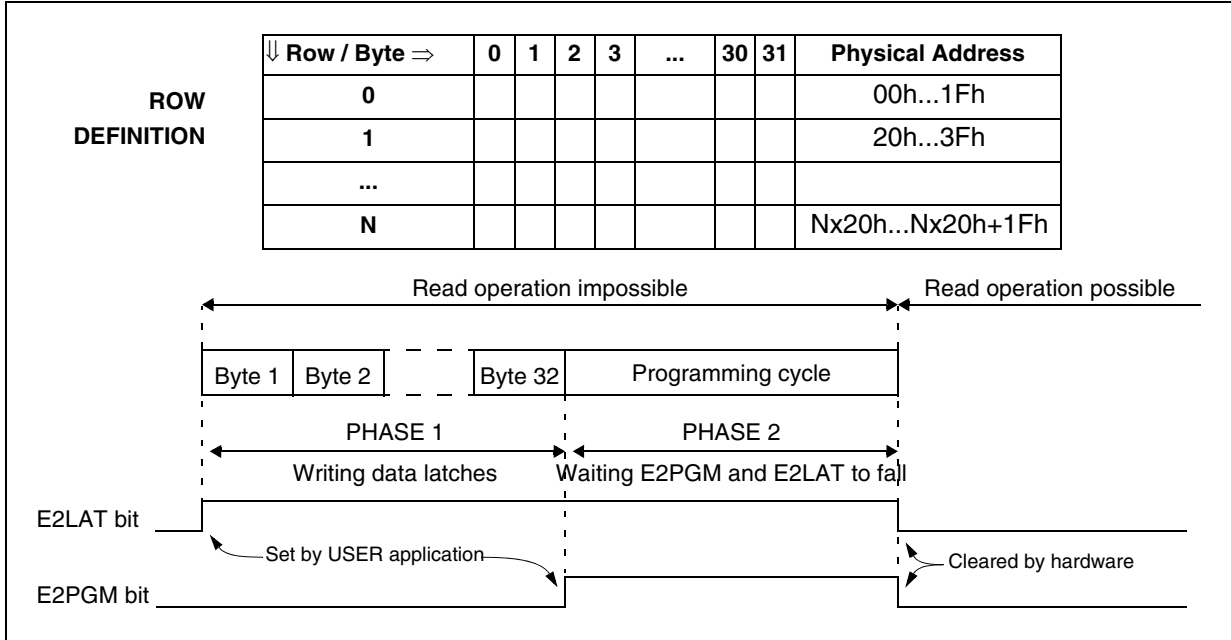 ⇓ Row / Byte ⇒ 0 1 2 3 ... 30 31 Physical Address
ROW DEFINITION
0 00h...1Fh
1 20h...3Fh
...
N Nx20h...Nx20h+1Fh
Read operation impossible Read operation possible
Byte 1 Byte 2 Byte 32 Programming cycle
PHASE 1 PHASE 2
Writing data latches Waiting E2PGM and E2LAT to fall
E2LAT bit
Set by USER application Cleared by hardware
E2PGM bit